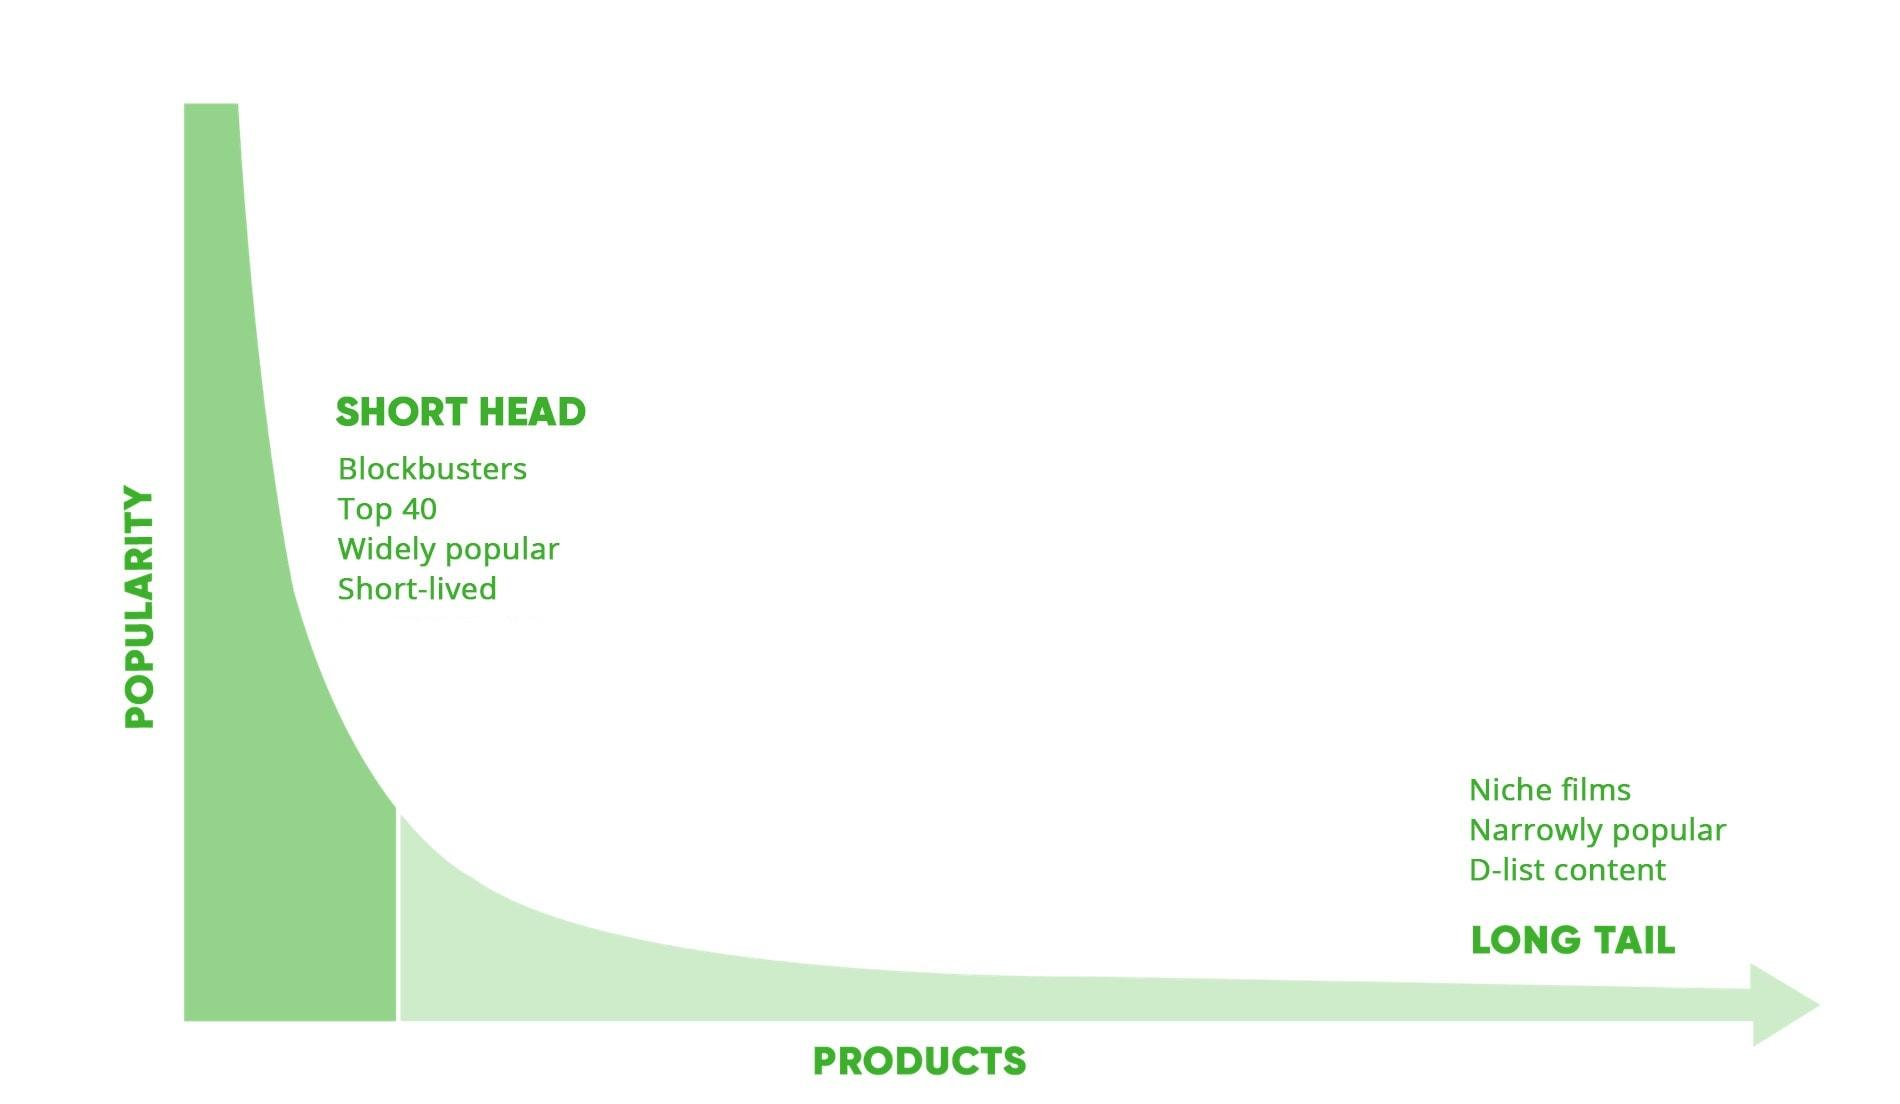 POPULARITY
SHORT HEAD
Blockbusters
Top 40
Widely popular
Short-lived
Niche films
Narrowly popular
D-list content
LONG TAIL
PRODUCTS